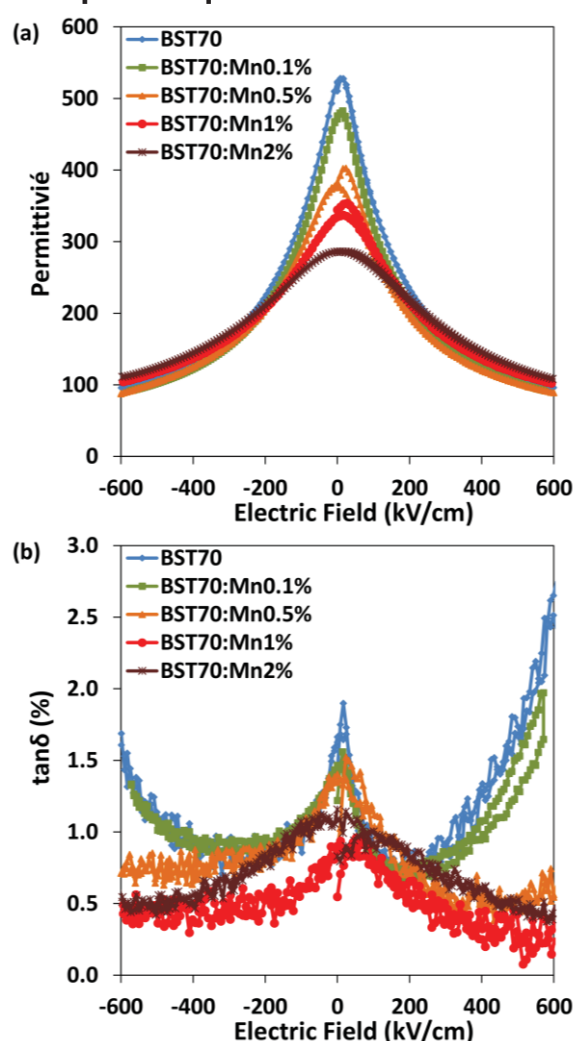 (a)
600
500
400
300
200
100
0
Permittivié
BST70
BST70:Mn0.1%
BST70:Mn0.5%
BST70:Mn1%
BST70:Mn2%
-600 -400 -200 0 200 400 600
Electric Field (kV/cm)
(b)
3.0
2.5
2.0
1.5
1.0
0.5
0.0
tanδ (%)
BST70
BST70:Mn0.1%
BST70:Mn0.5%
BST70:Mn1%
BST70:Mn2%
-600 -400 -200 0 200 400 600
Electric Field (kV/cm)